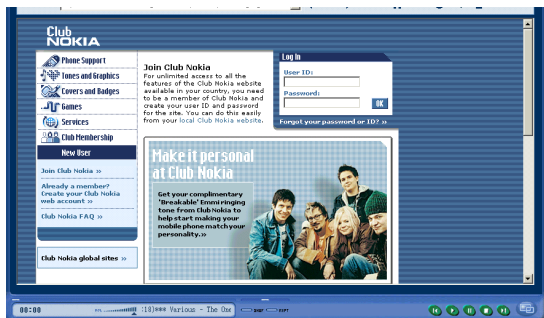 Club
NOKIA
Phone Support
Tones and Graphics
Covers and Badges
Games
Services
Club Membership
New User
Join Club Nokia »
Already a member?
Create your Club Nokia
web account »
Club Nokia FAQ »
Club Nokia global sites »
Join Club Nokia
For unlimited access to all the
features of the Club Nokia website
available in your country, you need
to be a member of Club Nokia and
create your user ID and password
for the site. You can do this easily
from your local Club Nokia website.
Log In
User ID:
Password:
OK
Forgot your password or ID? »
Make it personal
at Club Nokia
Get your complimentary
'Breakable' Emmi ringing
tone from Club Nokia to
help start making your
mobile phone match your
personality.»
00:00
:18)*** Various - The One